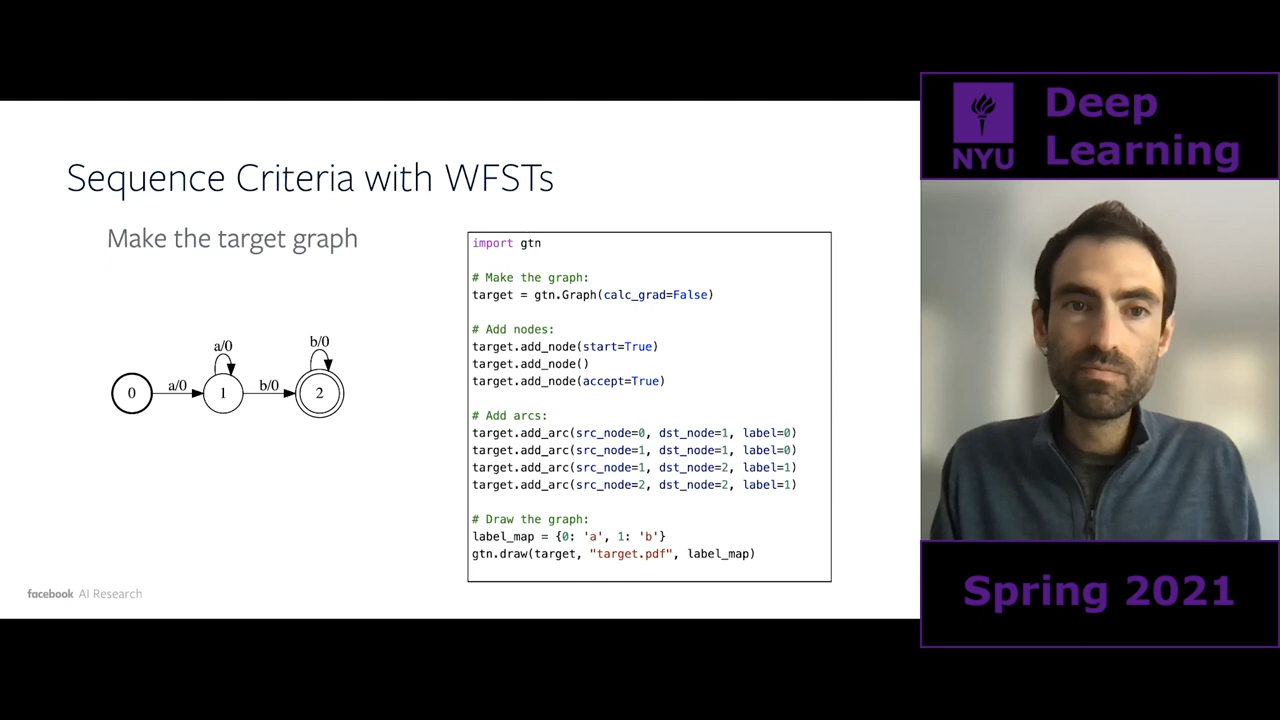 Sequence Criteria with WFSTs
Make the target graph
a/0
b/0
0
a/0
1
b/0
2
import gtn
# Make the graph:
target = gtn.Graph(calc_grad=False)
# Add nodes:
target.add_node(start=True)
target.add_node()
target.add_node(accept=True)
# Add arcs:
target.add_arc(src_node=0, dst_node=1, label=0)
target.add_arc(src_node=1, dst_node=1, label=0)
target.add_arc(src_node=1, dst_node=2, label=1)
target.add_arc(src_node=2, dst_node=2, label=1)
# Draw the graph:
label_map = {0: 'a', 1: 'b'}
gtn.draw(target, "target.pdf", label_map)
facebook AI Research
NYU
Deep
Learning
Spring 2021